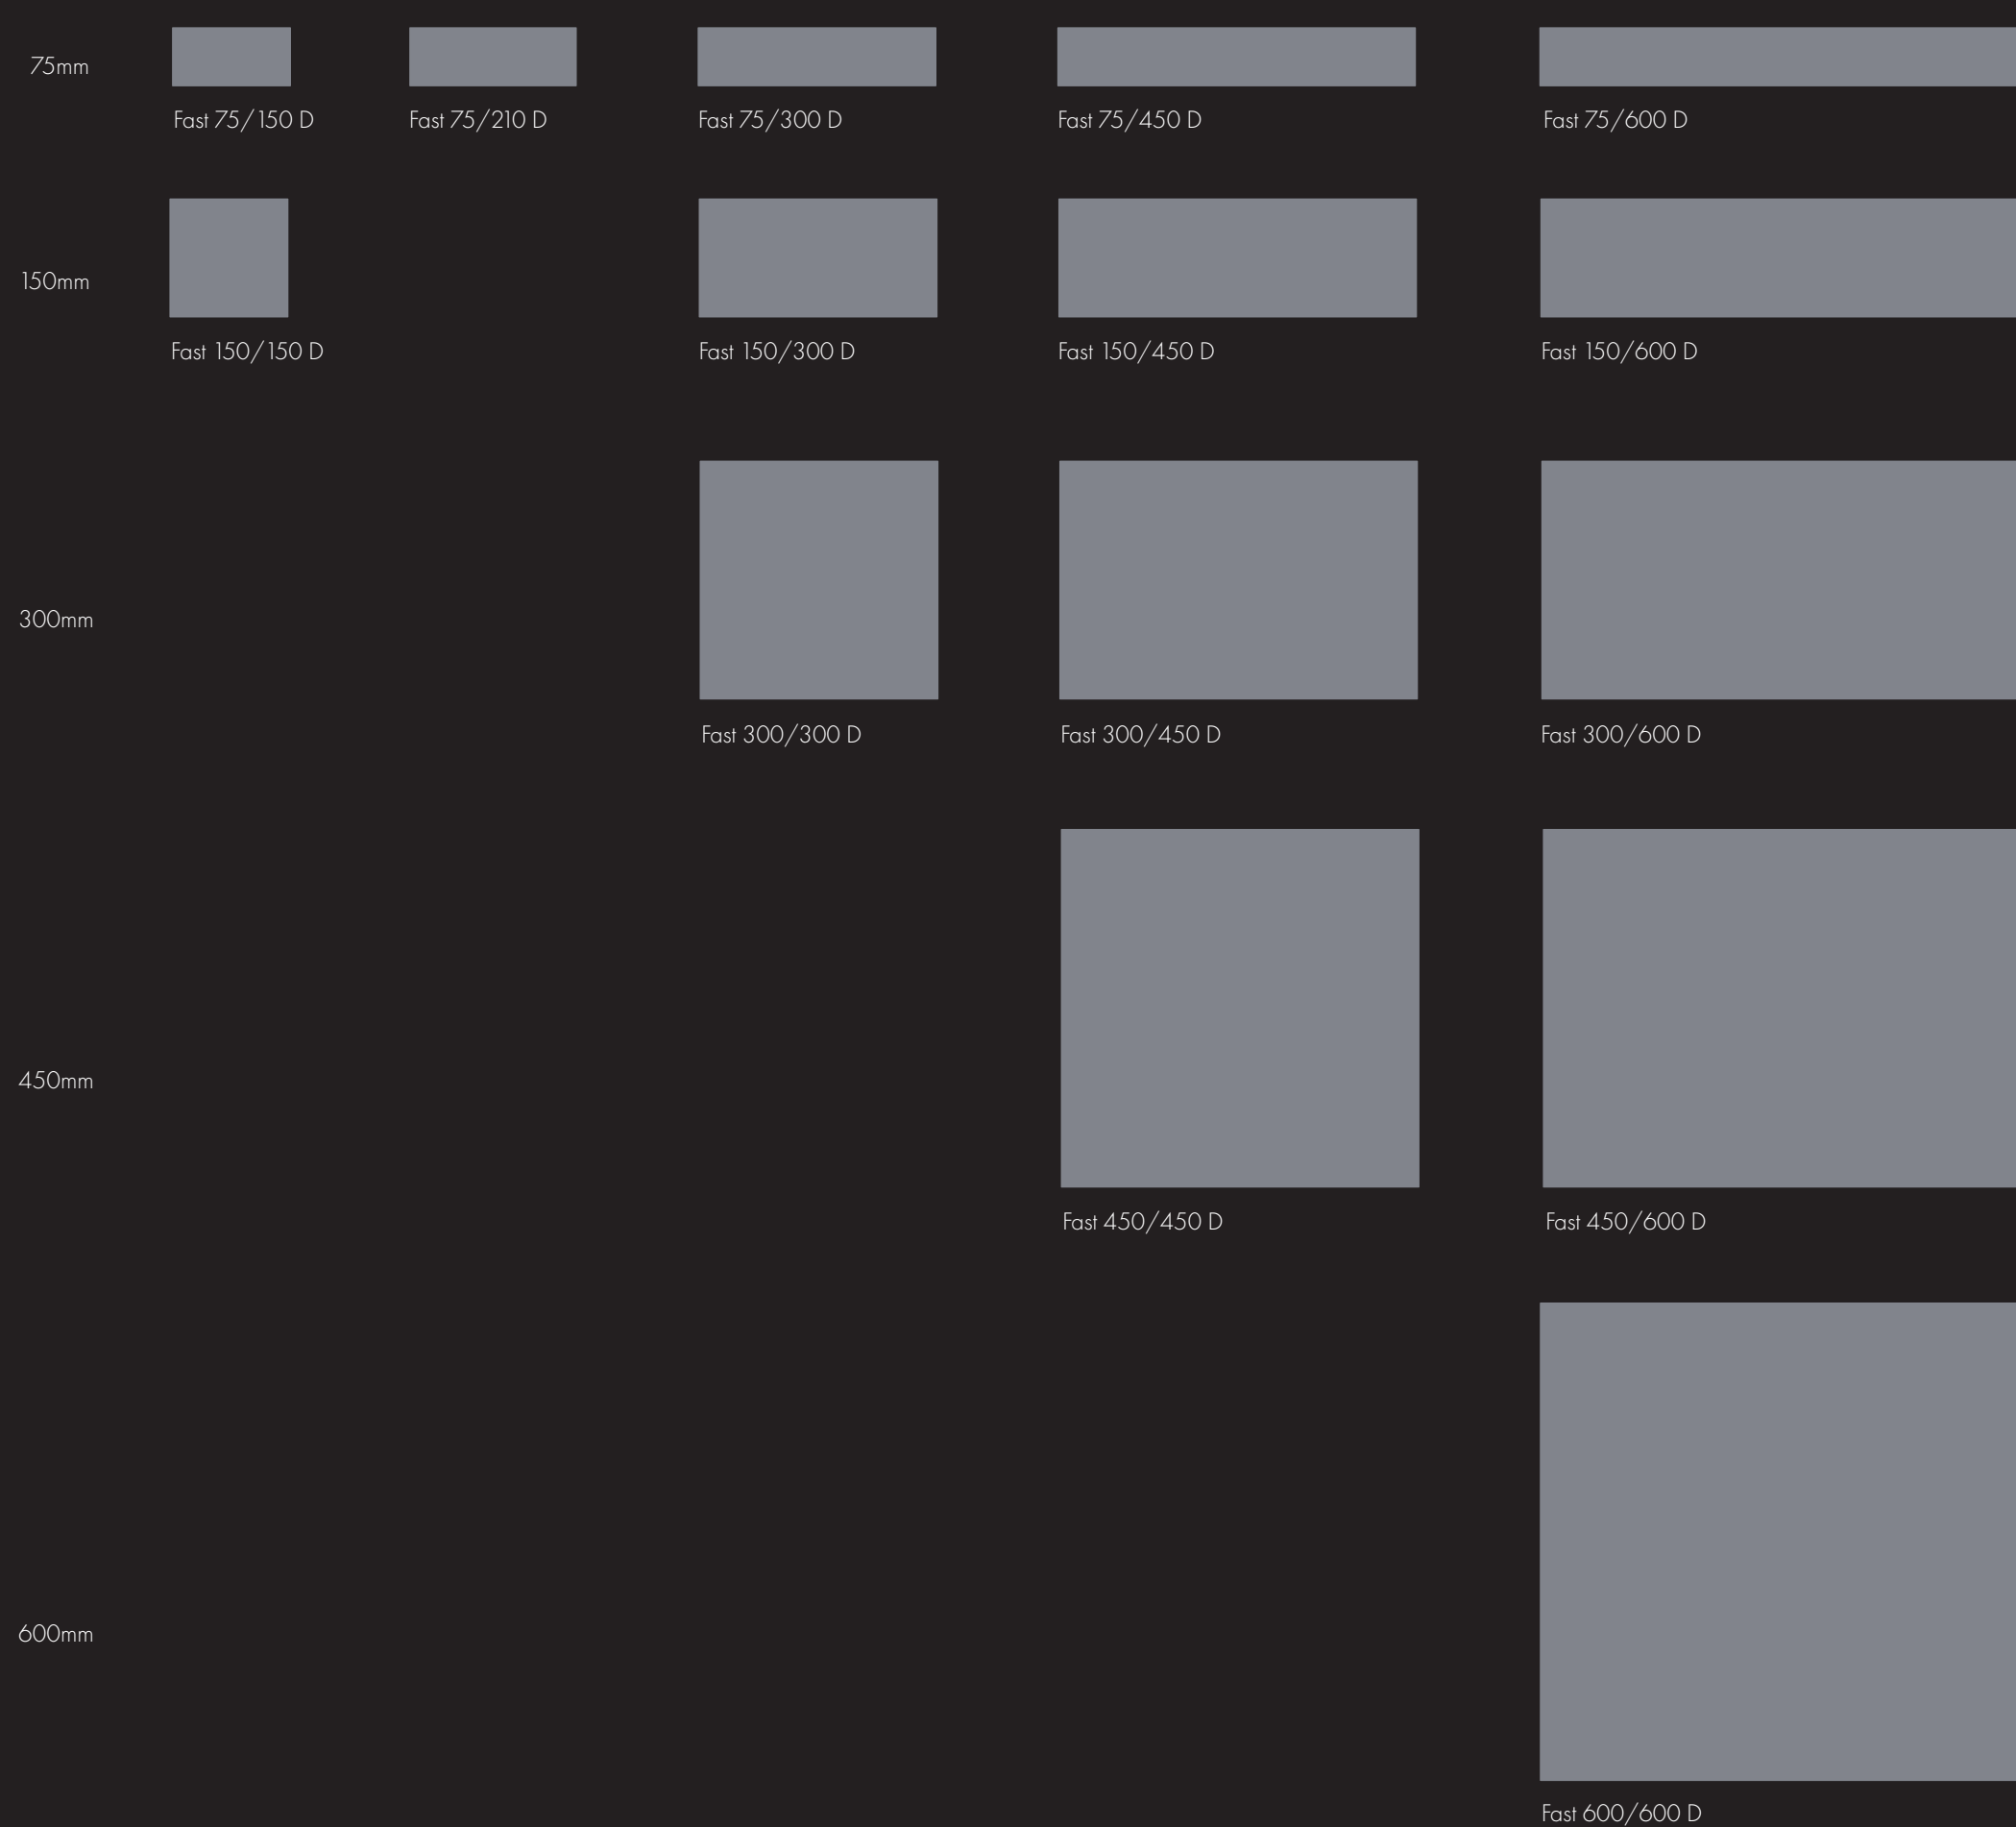 75mm
Fast 75/150 D
Fast 75/210 D
Fast 75/300 D
Fast 75/450 D
Fast 75/600 D
150mm
Fast 150/150 D
Fast 150/300 D
Fast 150/450 D
Fast 150/600 D
300mm
Fast 300/300 D
Fast 300/450 D
Fast 300/600 D
450mm
Fast 450/450 D
Fast 450/600 D
600mm
Fast 600/600 D